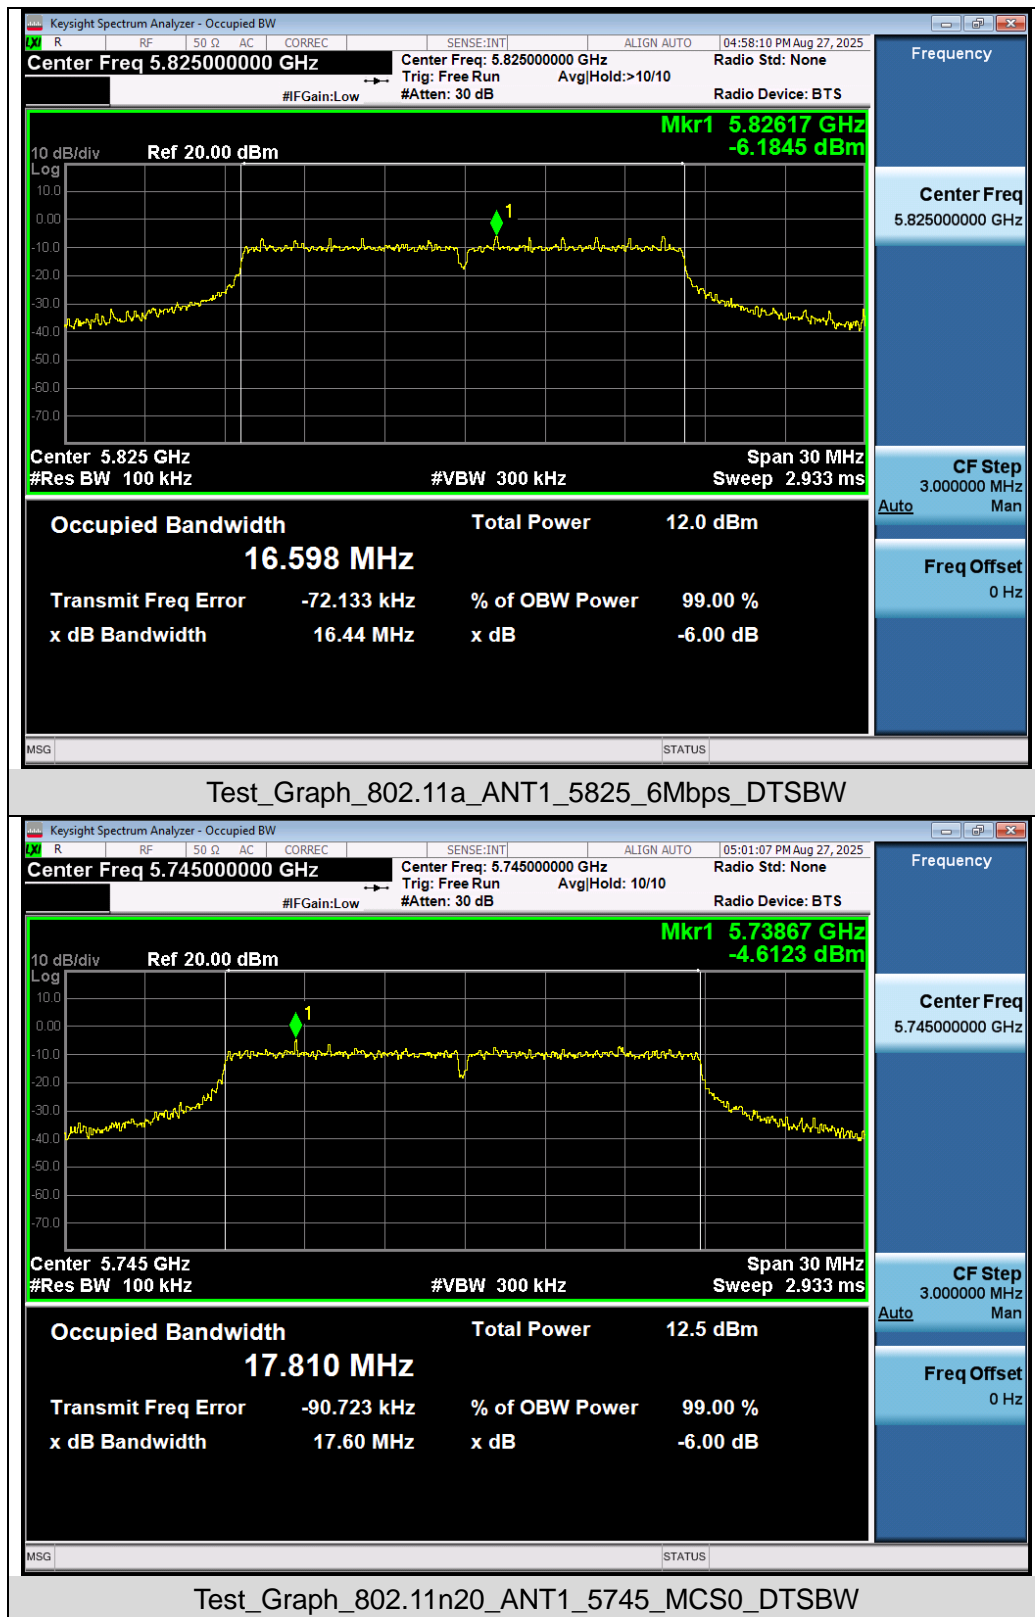 Keysight Spectrum Analyzer - Occupied BW
LXI R RF 50 Ω AC CORREC SENSE:INT ALIGN AUTO 04:58:10 PM Aug 27, 2025
Center Freq 5.825000000 GHz
Center Freq: 5.825000000 GHz Radio Std: None
Trig: Free Run Avg|Hold:>10/10
#IFGain:Low #Atten: 30 dB Radio Device: BTS
Mkr1 5.82617 GHz
-6.1845 dBm
10 dB/div Ref 20.00 dBm
Log
10.0
0.00
-10.0
-20.0
-30.0
-40.0
-50.0
-60.0
-70.0
1
Center 5.825 GHz Span 30 MHz
#Res BW 100 kHz #VBW 300 kHz Sweep 2.933 ms
Occupied Bandwidth Total Power 12.0 dBm
16.598 MHz
Transmit Freq Error -72.133 kHz % of OBW Power 99.00 %
x dB Bandwidth 16.44 MHz x dB -6.00 dB
MSG STATUS
Frequency
Center Freq
5.825000000 GHz
CF Step
3.000000 MHz
Auto Man
Freq Offset
0 Hz
Test_Graph_802.11a_ANT1_5825_6Mbps_DTSBW
Keysight Spectrum Analyzer - Occupied BW
LXI R RF 50 Ω AC CORREC SENSE:INT ALIGN AUTO 05:01:07 PM Aug 27, 2025
Center Freq 5.745000000 GHz
Center Freq: 5.745000000 GHz Radio Std: None
Trig: Free Run Avg|Hold: 10/10
#IFGain:Low #Atten: 30 dB Radio Device: BTS
Mkr1 5.73867 GHz
-4.6123 dBm
10 dB/div Ref 20.00 dBm
Log
10.0
0.00
-10.0
-20.0
-30.0
-40.0
-50.0
-60.0
-70.0
1
Center 5.745 GHz Span 30 MHz
#Res BW 100 kHz #VBW 300 kHz Sweep 2.933 ms
Occupied Bandwidth Total Power 12.5 dBm
17.810 MHz
Transmit Freq Error -90.723 kHz % of OBW Power 99.00 %
x dB Bandwidth 17.60 MHz x dB -6.00 dB
MSG STATUS
Frequency
Center Freq
5.745000000 GHz
CF Step
3.000000 MHz
Auto Man
Freq Offset
0 Hz
Test_Graph_802.11n20_ANT1_5745_MCS0_DTSBW